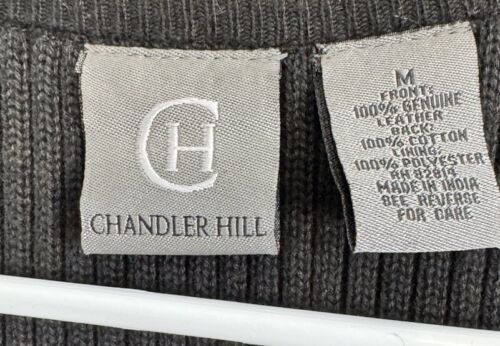 CH
CHANDLER HILL
M
FRONT:
100% GENUINE
LEATHER
BACK:
100% COTTON
LINING:
100% POLYESTER
RN 82814
MADE IN INDIA
SEE REVERSE
FOR CARE